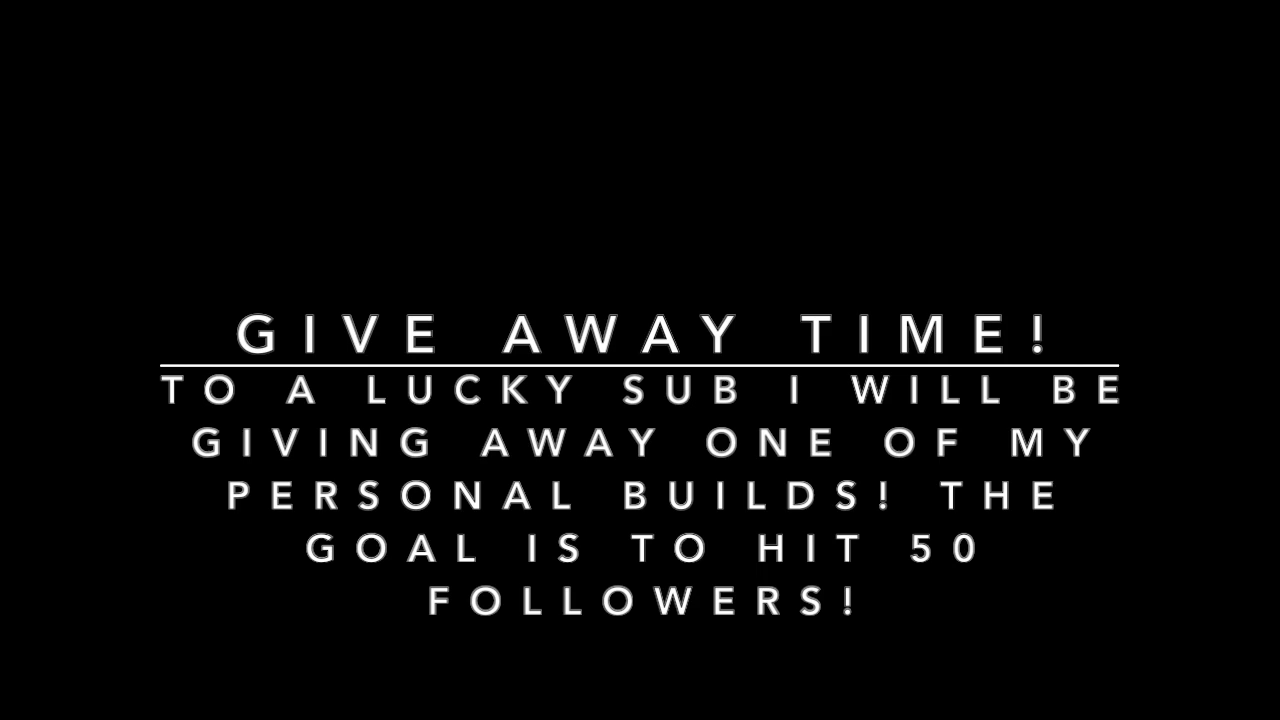 GIVE AWAY TIME!
TO A LUCKY SUB I WILL BE
GIVING AWAY ONE OF MY
PERSONAL BUILDS! THE
GOAL IS TO HIT 50
FOLLOWERS!